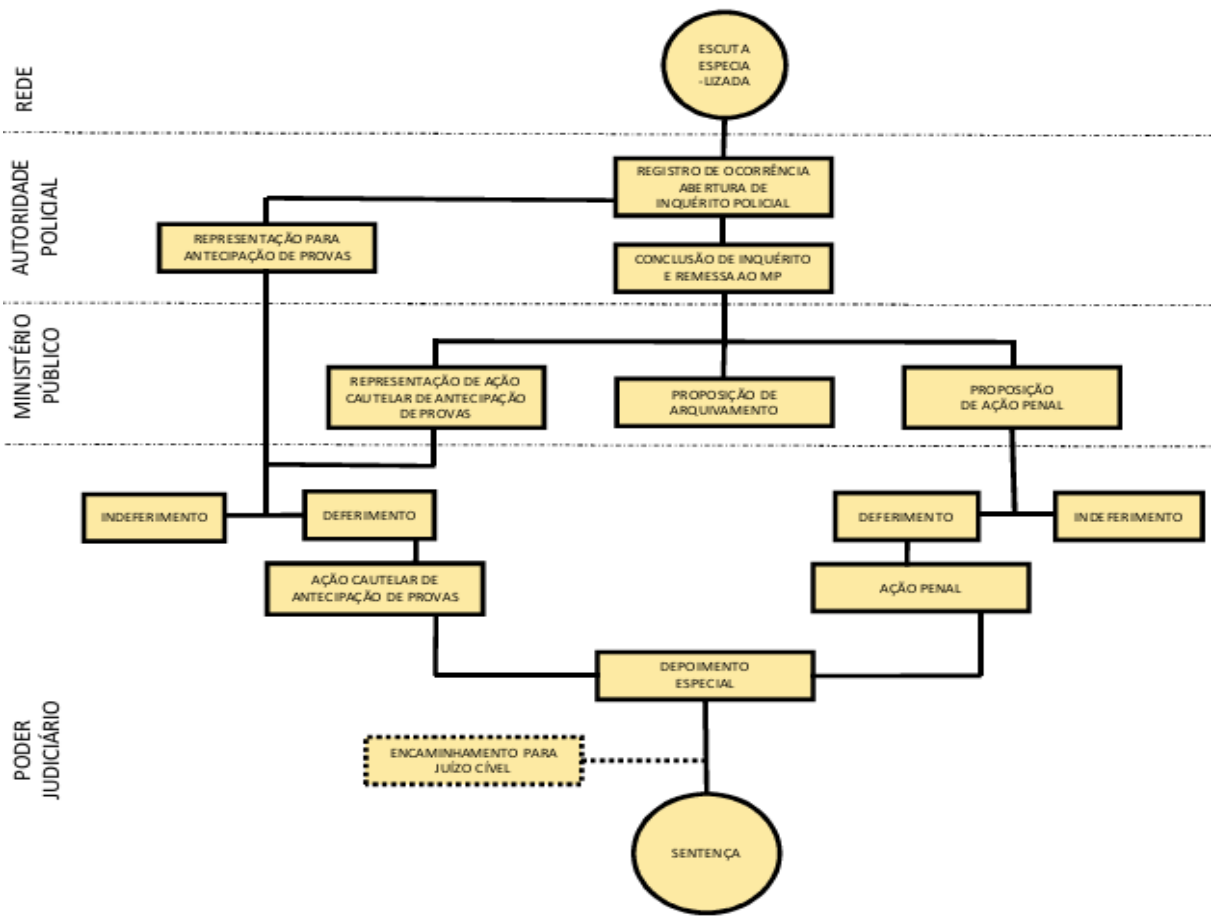 REDE
ESCUTA
ESPECIA
-LIZADA
AUTORIDADE
POLICIAL
REGISTRO DE OCORRÊNCIA
ABERTURA DE
INQUÉRITO POLICIAL
REPRESENTAÇÃO PARA
ANTECIPAÇÃO DE PROVAS
CONCLUSÃO DE INQUÉRITO
E REMESSA AO MP
MINISTÉRIO
PÚBLICO
REPRESENTAÇÃO DE AÇÃO
CAUTELAR DE ANTECIPAÇÃO
DE PROVAS
PROPOSIÇÃO DE
ARQUIVAMENTO
PROPOSIÇÃO
DE AÇÃO PENAL
PODER
JUDICIÁRIO
INDEFERIMENTO
DEFERIMENTO
DEFERIMENTO
INDEFERIMENTO
AÇÃO CAUTELAR DE
ANTECIPAÇÃO DE PROVAS
AÇÃO PENAL
DEPOIMENTO
ESPECIAL
ENCAMINHAMENTO PARA
JUÍZO CÍVEL
SENTENÇA